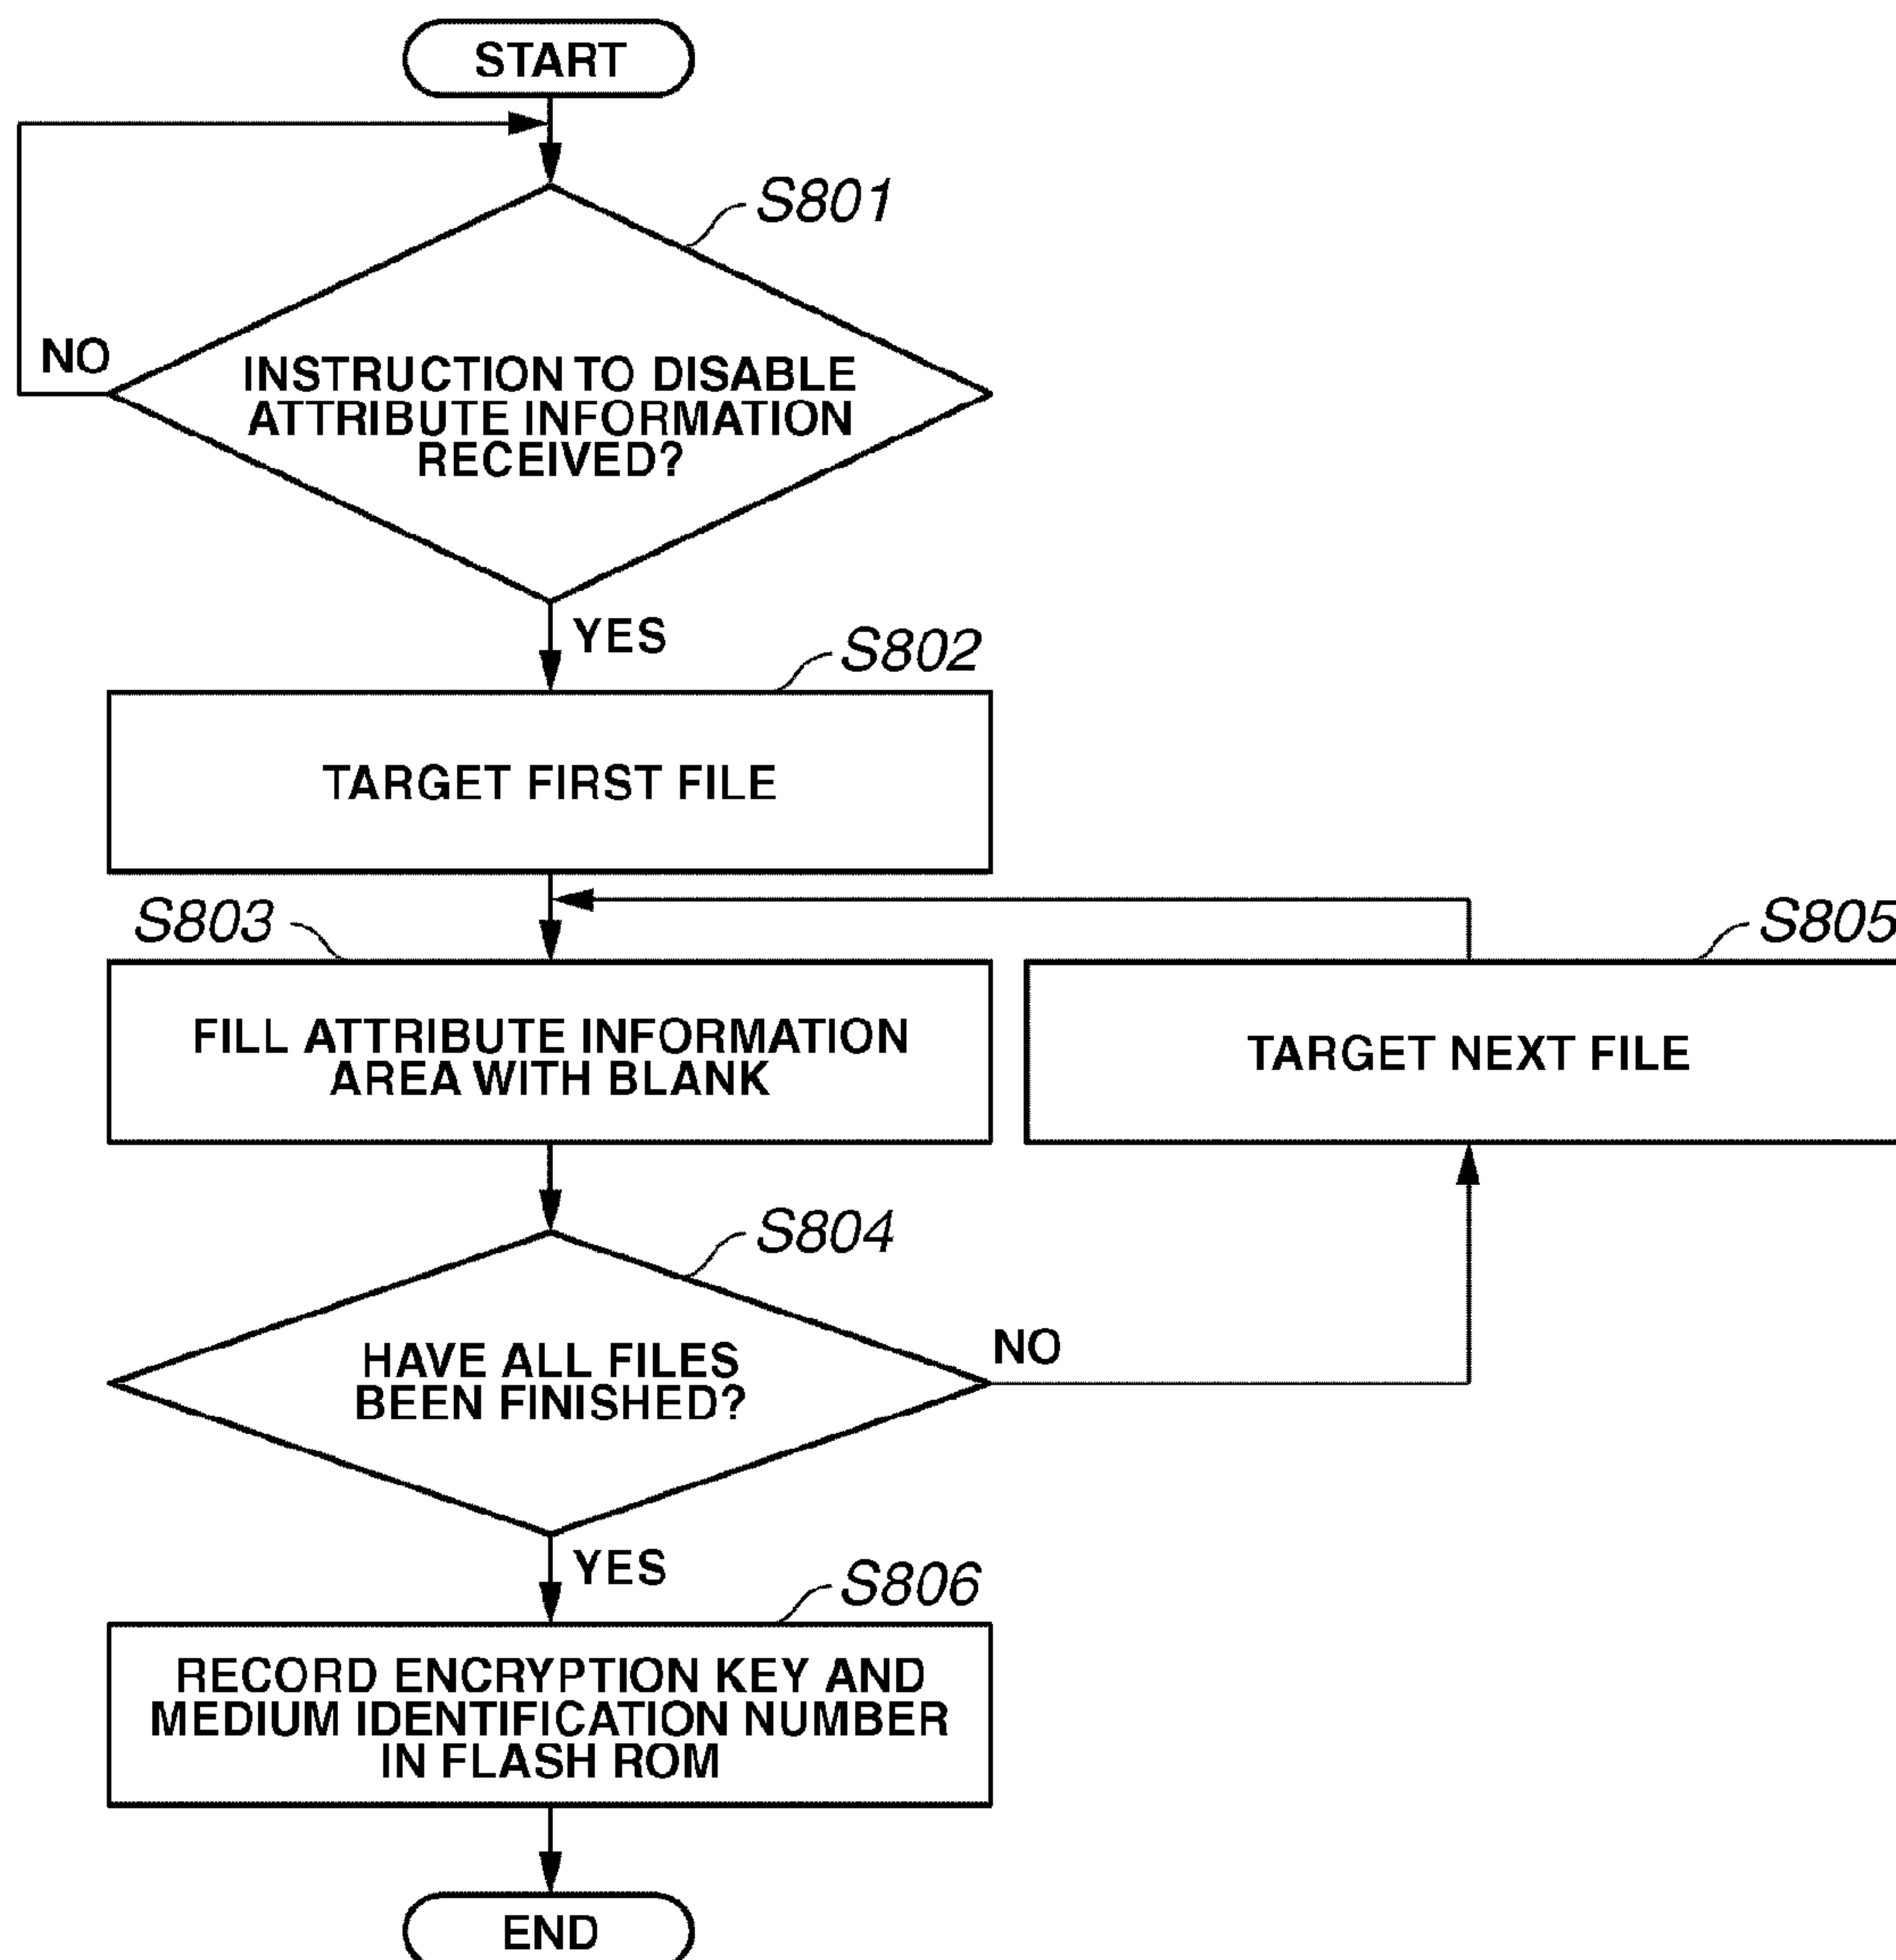 START
S801
NO
INSTRUCTION TO DISABLE
ATTRIBUTE INFORMATION
RECEIVED?
YES
S802
TARGET FIRST FILE
S803
S805
FILL ATTRIBUTE INFORMATION
AREA WITH BLANK
TARGET NEXT FILE
S804
HAVE ALL FILES
BEEN FINISHED?
NO
YES
S806
RECORD ENCRYPTION KEY AND
MEDIUM IDENTIFICATION NUMBER
IN FLASH ROM
END